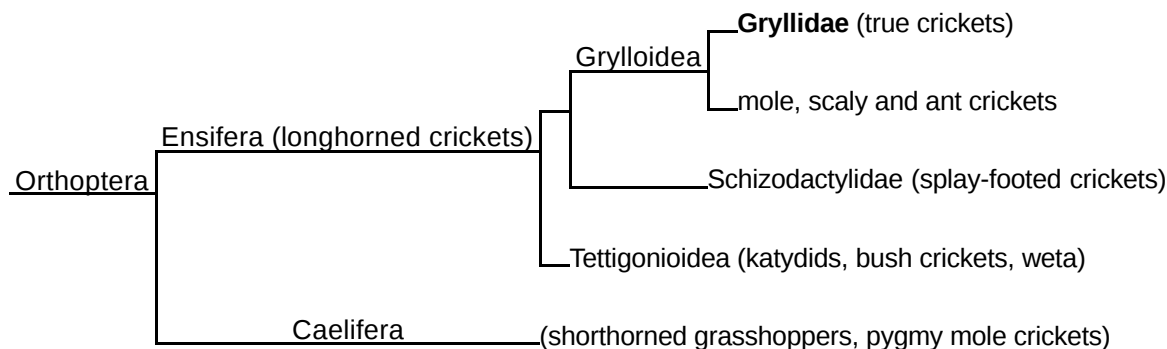 Gryllidae (true crickets)
Grylloidea
mole, scaly and ant crickets
Ensifera (longhorned crickets)
Orthoptera
Schizodactylidae (splay-footed crickets)
Tettigonioidea (katydids, bush crickets, weta)
Caelifera
(shorthorned grasshoppers, pygmy mole crickets)